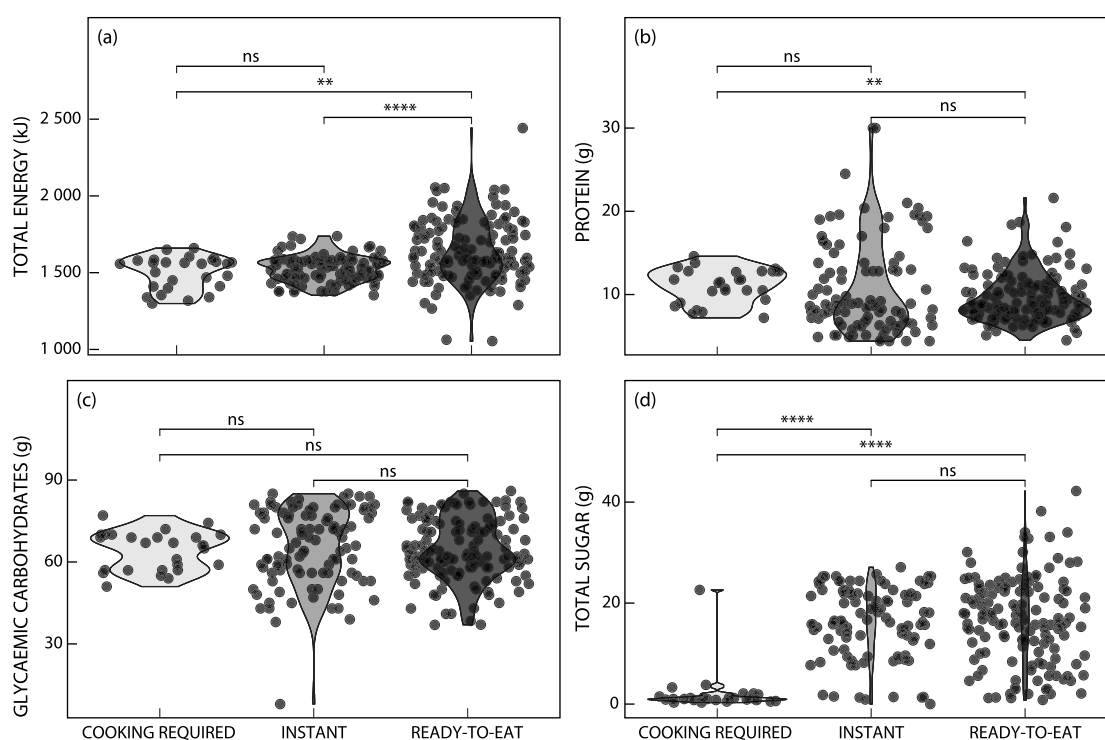 (a)
ns
**
****
TOTAL ENERGY (kJ)
2 500
2 000
1 500
1 000
(b)
ns
**
ns
PROTEIN (g)
30
20
10
(c)
ns
ns
ns
GLYCAEMIC CARBOHYDRATES (g)
90
60
30
COOKING REQUIRED INSTANT READY-TO-EAT
(d)
****
****
ns
TOTAL SUGAR (g)
40
20
0
COOKING REQUIRED INSTANT READY-TO-EAT